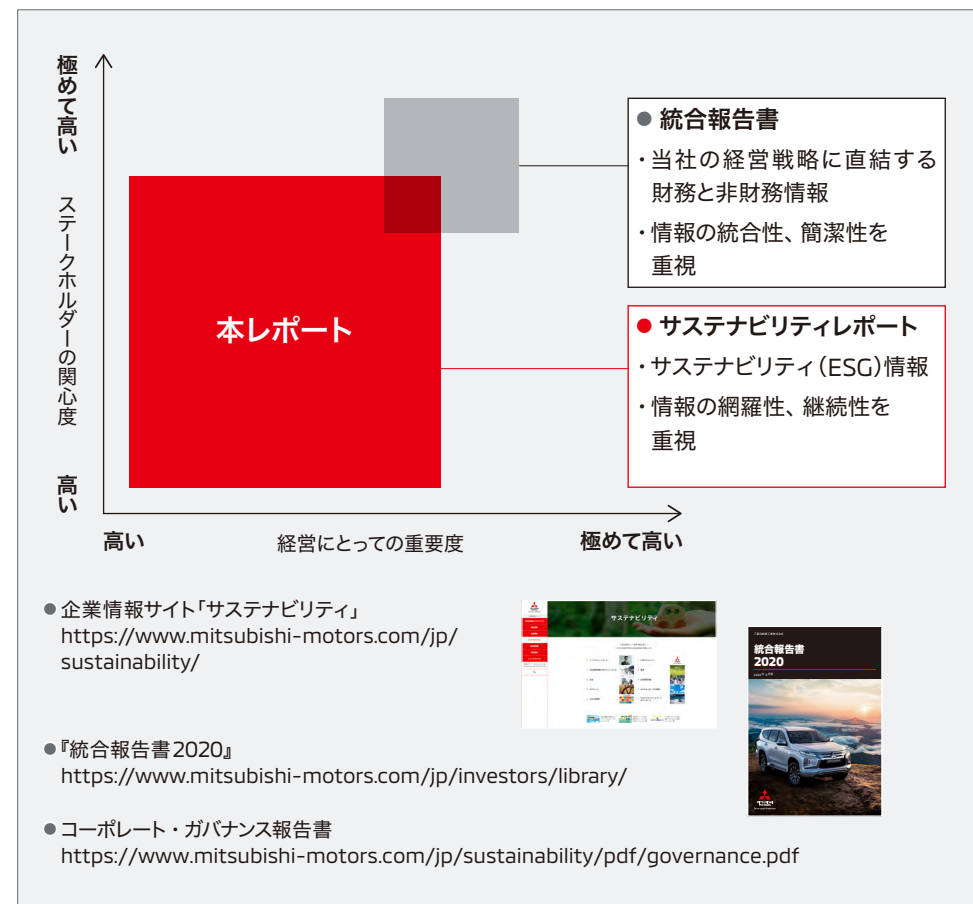 極めて高い
ステークホルダーの関心度
高い
本レポート
● 統合報告書
・当社の経営戦略に直結する
財務と非財務情報
・情報の統合性、簡潔性を
重視
● サステナビリティレポート
・サステナビリティ(ESG)情報
・情報の網羅性、継続性を
重視
高い
経営にとっての重要度
極めて高い
●企業情報サイト「サステナビリティ」
https://www.mitsubishi-motors.com/jp/
sustainability/
サステナビリティ
統合報告書
2020
●『統合報告書2020』
https://www.mitsubishi-motors.com/jp/investors/library/
●コーポレート・ガバナンス報告書
https://www.mitsubishi-motors.com/jp/sustainability/pdf/governance.pdf